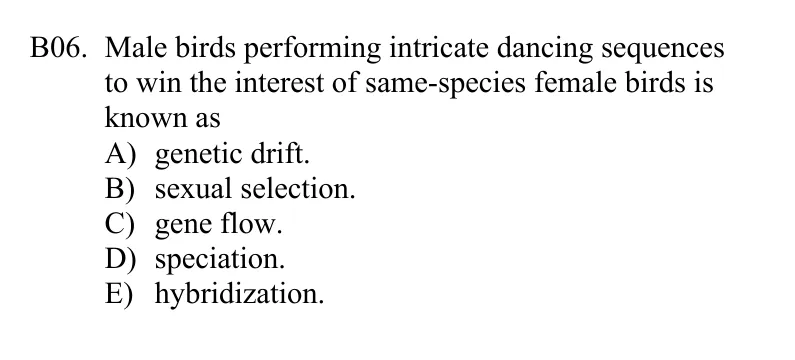 B06. Male birds performing intricate dancing sequences
to win the interest of same-species female birds is
known as
A) genetic drift.
B) sexual selection.
C) gene flow.
D) speciation.
E) hybridization.